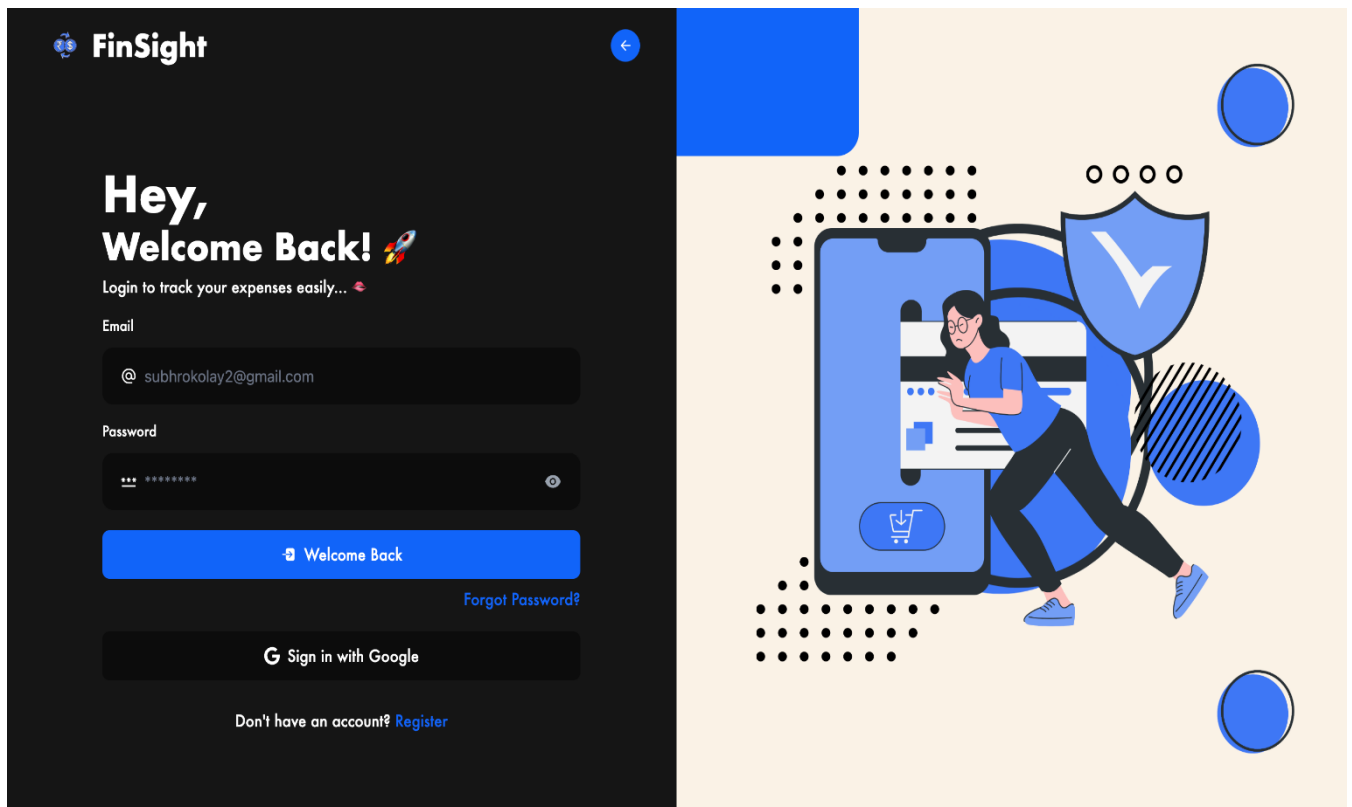 FinSight
Hey,
Welcome Back! 🚀
Login to track your expenses easily... 🫦
Email
@ subhrokolay2@gmail.com
Password
********
Welcome Back
Forgot Password?
G Sign in with Google
Don't have an account? Register